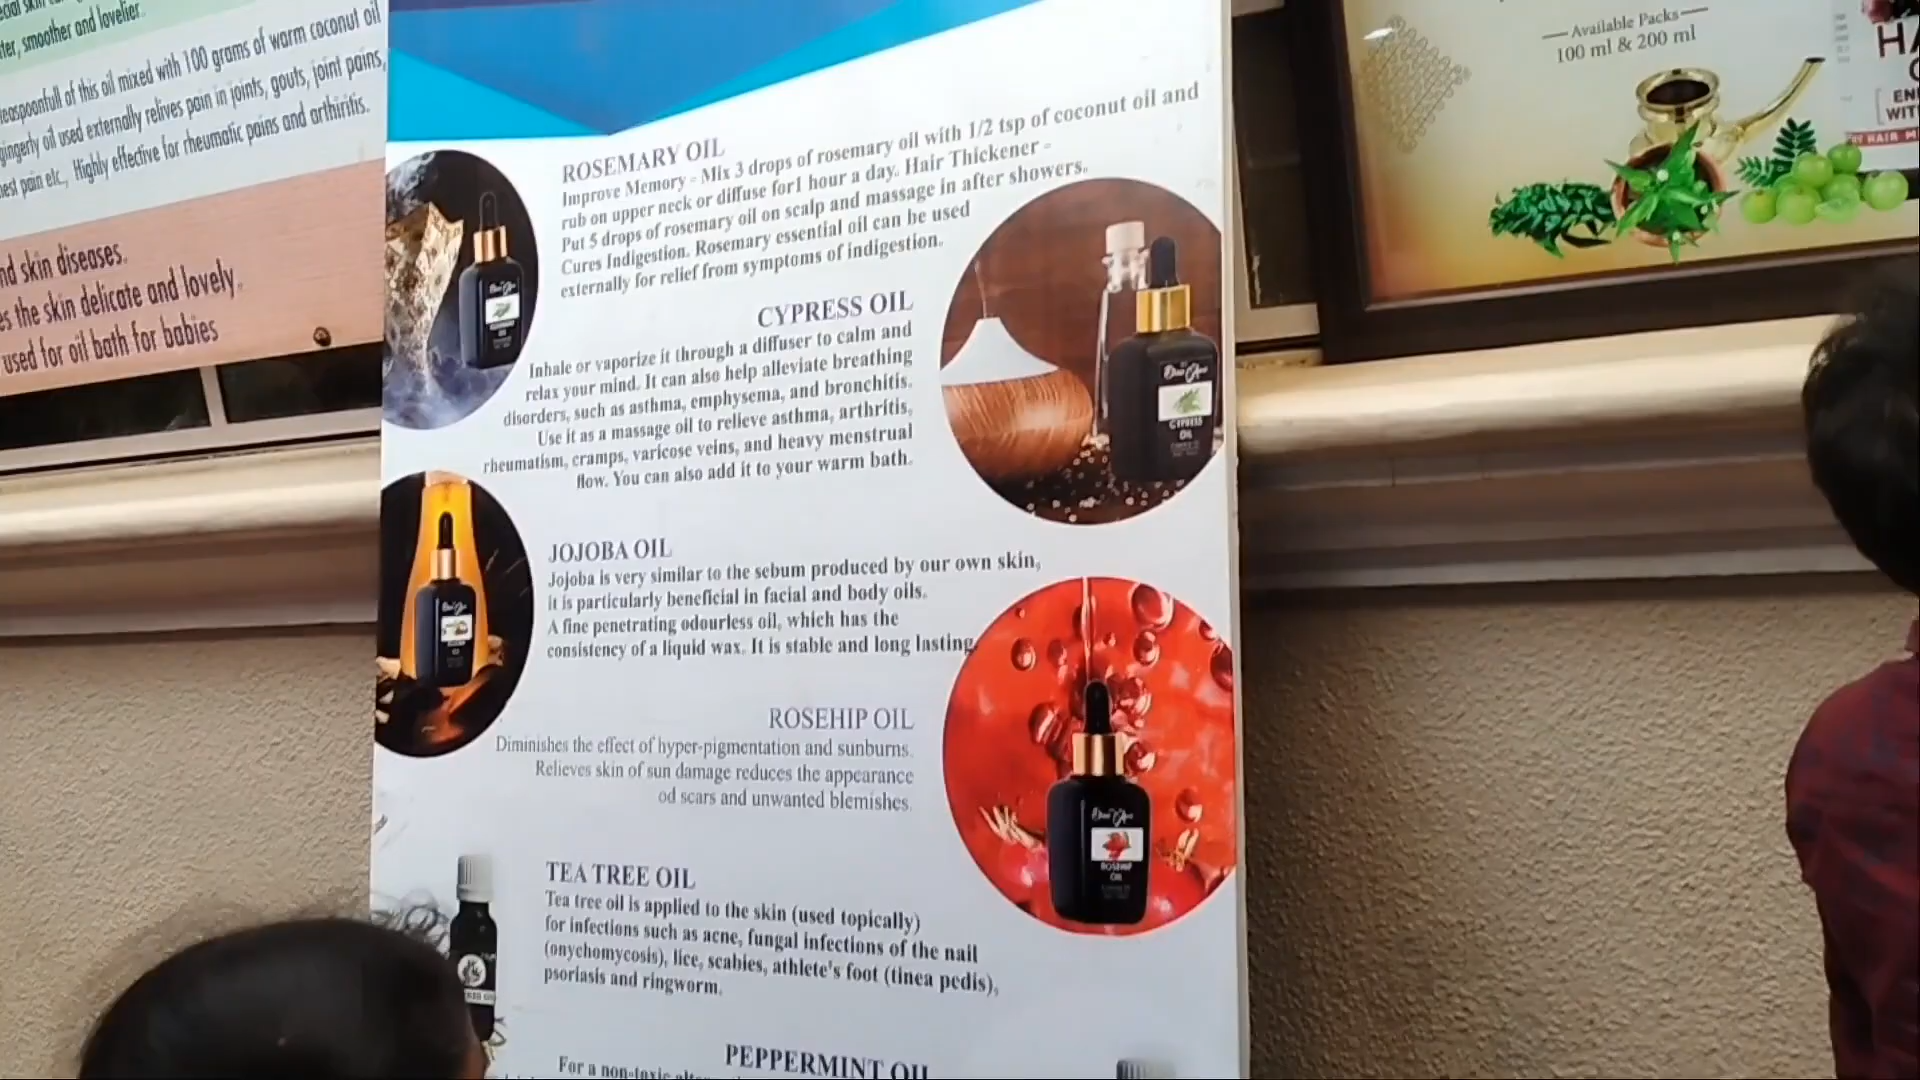 ter, smoother and lovelier.
teaspoonfull of this oil mixed with 100 grams of warm coconut oil
gingerly oil used externally relives pain in joints, gouts, joint pains,
pain etc., Highly effective for rheumatic pains and arthiritis.
nd skin diseases.
es the skin delicate and lovely.
used for oil bath for babies
ROSEMARY OIL
Improve Memory - Mix 3 drops of rosemary oil with 1/2 tsp of coconut oil and
rub on upper neck or diffuse for1 hour a day. Hair Thickener -
Put 5 drops of rosemary oil on scalp and massage in after showers.
Cures Indigestion. Rosemary essential oil can be used
externally for relief from symptoms of indigestion.
CYPRESS OIL
Inhale or vaporize it through a diffuser to calm and
relax your mind. It can also help alleviate breathing
disorders, such as asthma, emphysema, and bronchitis.
Use it as a massage oil to relieve asthma, arthritis,
rheumatism, cramps, varicose veins, and heavy menstrual
flow. You can also add it to your warm bath.
CYPRESS
OIL
JOJOBA OIL
Jojoba is very similar to the sebum produced by our own skin,
it is particularly beneficial in facial and body oils.
A fine penetrating odourless oil, which has the
consistency of a liquid wax. It is stable and long lasting
ROSEHIP OIL
Diminishes the effect of hyper-pigmentation and sunburns.
Relieves skin of sun damage reduces the appearance
od scars and unwanted blemishes.
ROSEHIP
OIL
TEA TREE OIL
Tea tree oil is applied to the skin (used topically)
for infections such as acne, fungal infections of the nail
(onychomycosis), lice, scabies, athlete's foot (tinea pedis),
psoriasis and ringworm.
PEPPERMINT OIL
For a non-toxic
Available Packs
100 ml & 200 ml
HA
EN
WIT
HAIR